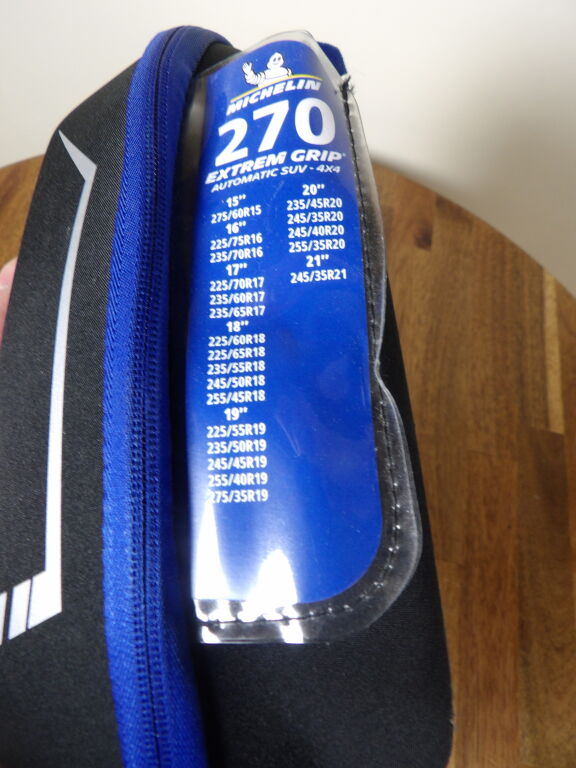 MICHELIN
270
EXTREM GRIP®
AUTOMATIC SUV - 4X4
15''
275/60R15
16''
225/75R16
235/70R16
17''
225/70R17
235/60R17
235/65R17
18''
225/60R18
225/65R18
235/55R18
245/50R18
255/45R18
19''
225/55R19
235/50R19
245/45R19
255/40R19
275/35R19
20''
235/45R20
245/35R20
245/40R20
255/35R20
21''
245/35R21